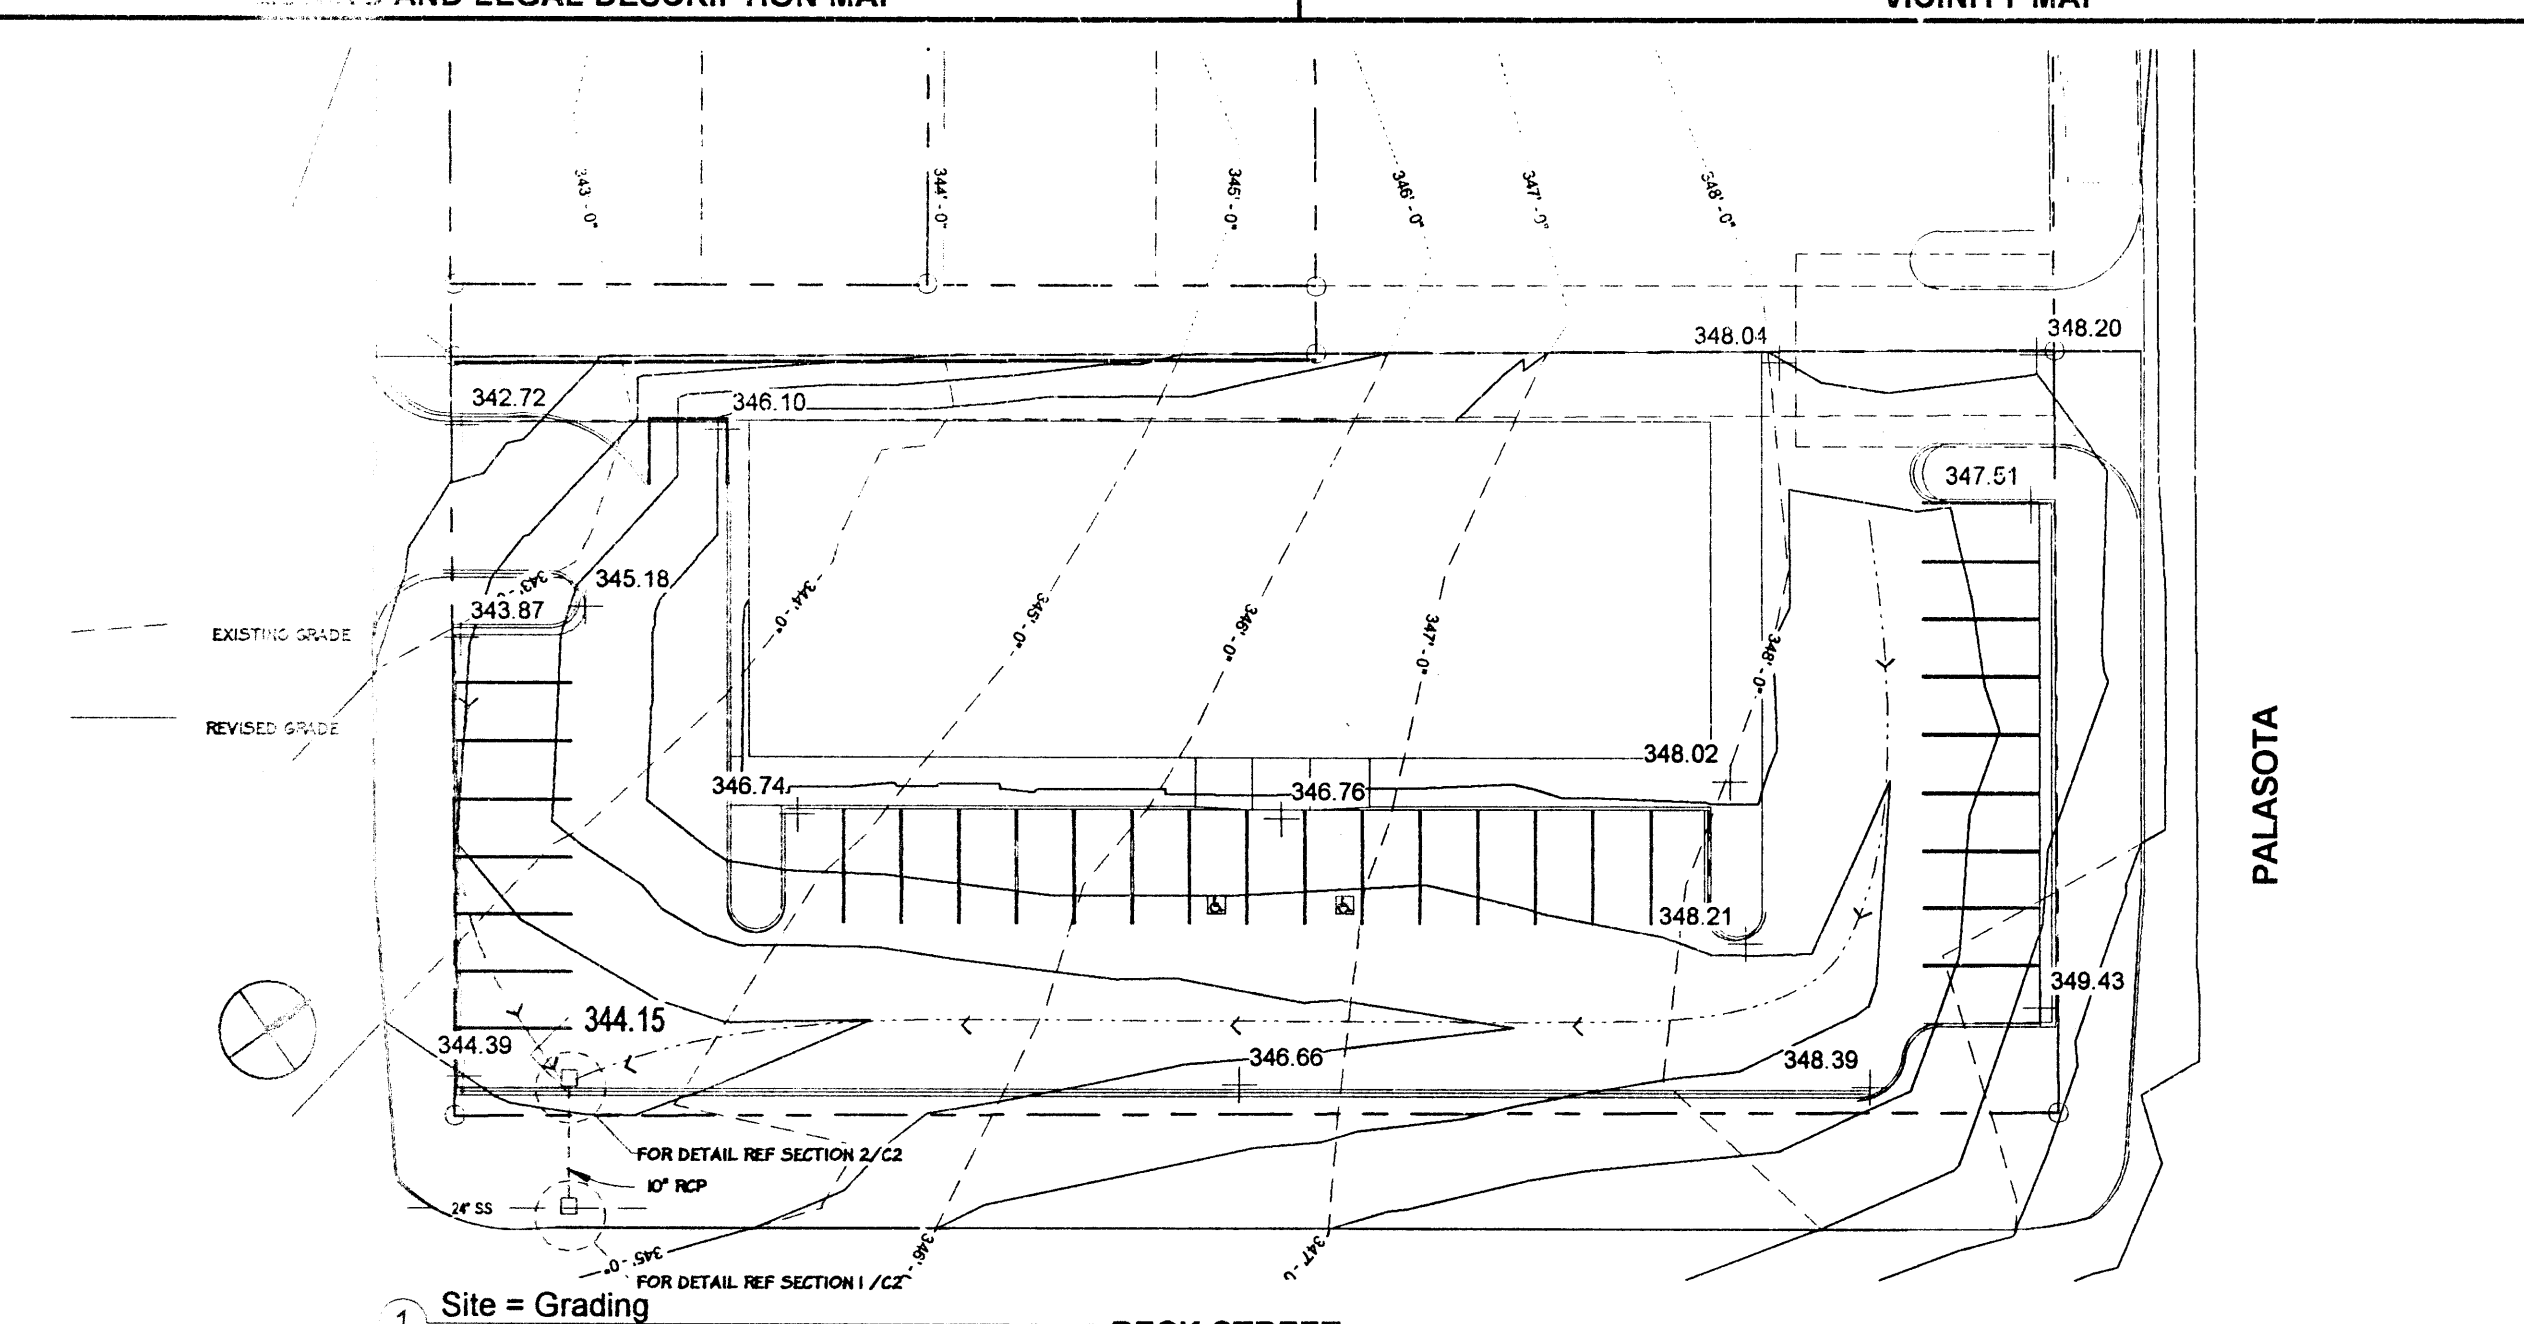 AND LEGAL DESCRIPTION MAP
VICINITY MAP
343' - 0"
344' - 0"
345' - 0"
346' - 0"
347' - 0"
348' - 0"
348.04
348.20
342.72
346.10
347.51
345.18
343.87
344'-0"
345'-0"
346'-0"
347'-0"
348'-0"
EXISTING GRADE
REVISED GRADE
348.02
346.74
346.76
PALASOTA
348.21
349.43
344.15
344.39
346.66
348.39
FOR DETAIL REF SECTION 2/C2
10" RCP
24" SS
345'-0"
FOR DETAIL REF SECTION 1/C2
1
Site = Grading